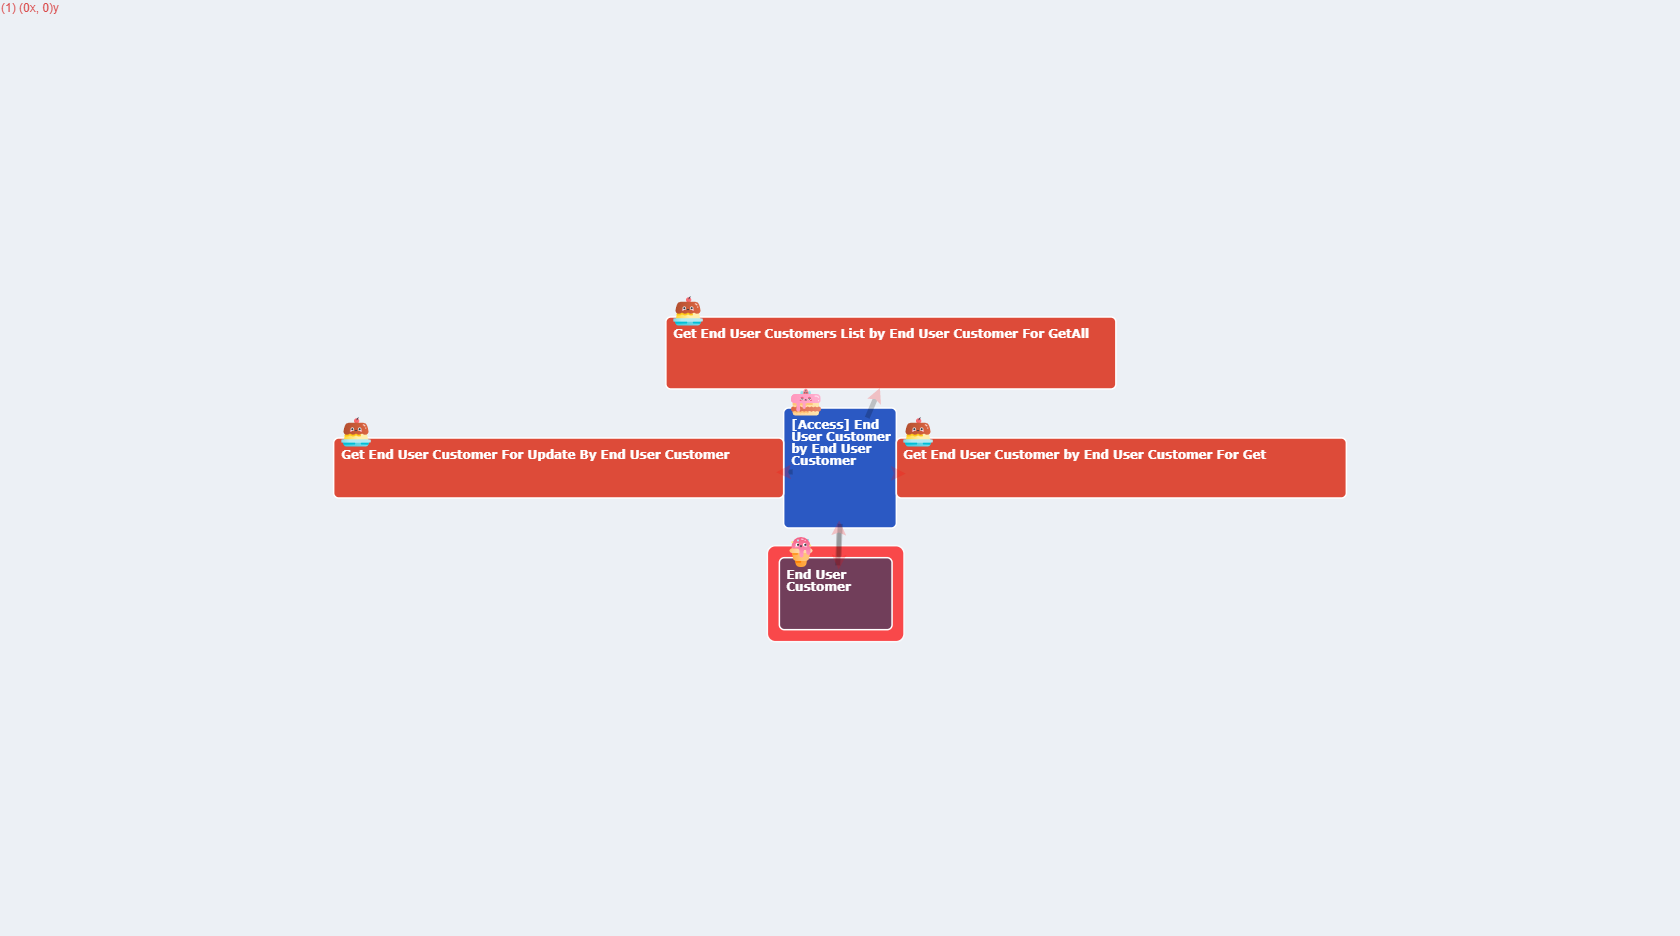 (1) (0x, 0)y
Get End User Customers List by End User Customer For GetAll
Get End User Customer For Update By End User Customer
[Access] End
User Customer
by End User
Customer
Get End User Customer by End User Customer For Get
End User
Customer